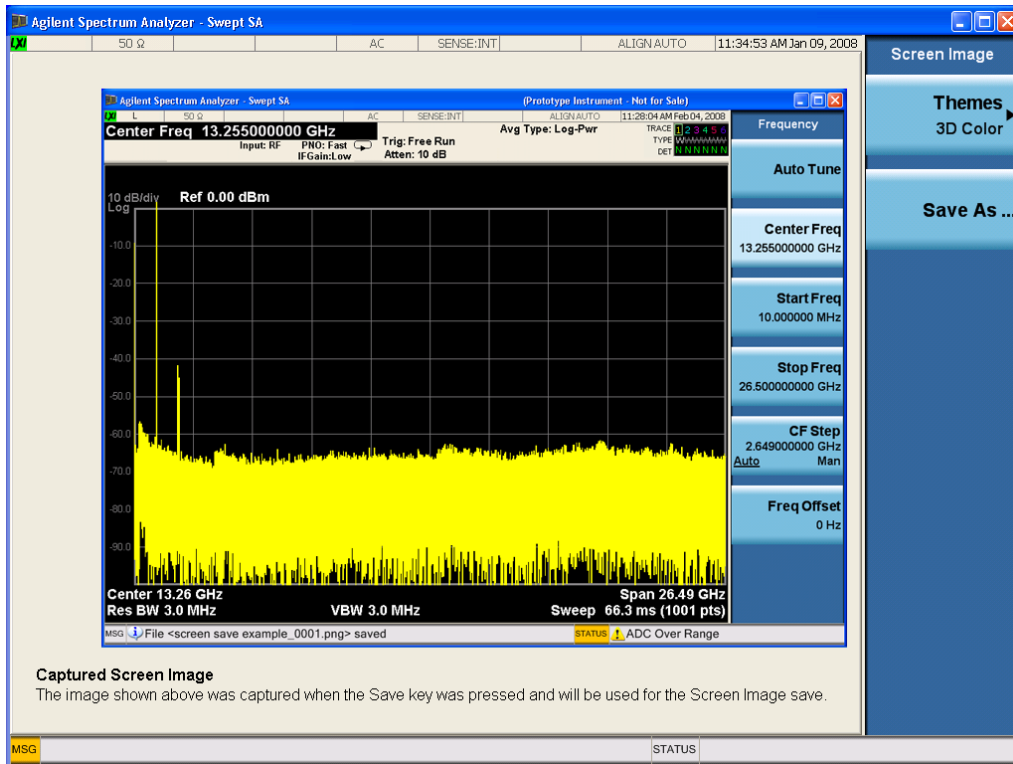 Agilent Spectrum Analyzer - Swept SA
LXI 50 Ω AC SENSE:INT ALIGN AUTO 11:34:53 AM Jan 09, 2008
Screen Image
Themes
3D Color
Save As ...
Agilent Spectrum Analyzer - Swept SA (Prototype Instrument - Not for Sale)
LXI L 50 Ω AC SENSE:INT ALIGNAUTO 11:28:04 AM Feb 04, 2008
Center Freq 13.255000000 GHz
Input: RF PNO: Fast
IFGain:Low
Trig: Free Run
Atten: 10 dB
Avg Type: Log-Pwr
TRACE 1 2 3 4 5 6
TYPE WWWWWW
DET N N N N N N
Frequency
Auto Tune
Center Freq
13.255000000 GHz
Start Freq
10.000000 MHz
Stop Freq
26.500000000 GHz
CF Step
2.649000000 GHz
Auto Man
Freq Offset
0 Hz
10 dB/div Ref 0.00 dBm
Log
-10.0
-20.0
-30.0
-40.0
-50.0
-60.0
-70.0
-80.0
-90.0
Center 13.26 GHz Span 26.49 GHz
Res BW 3.0 MHz VBW 3.0 MHz Sweep 66.3 ms (1001 pts)
MSG File <screen save example_0001.png> saved STATUS ADC Over Range
Captured Screen Image
The image shown above was captured when the Save key was pressed and will be used for the Screen Image save.
MSG STATUS